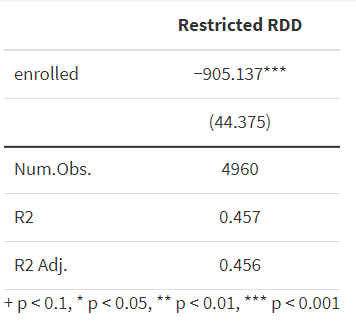 Restricted RDD
enrolled −905.137***
(44.375)
Num.Obs. 4960
R2 0.457
R2 Adj. 0.456
+ p < 0.1, * p < 0.05, ** p < 0.01, *** p < 0.001